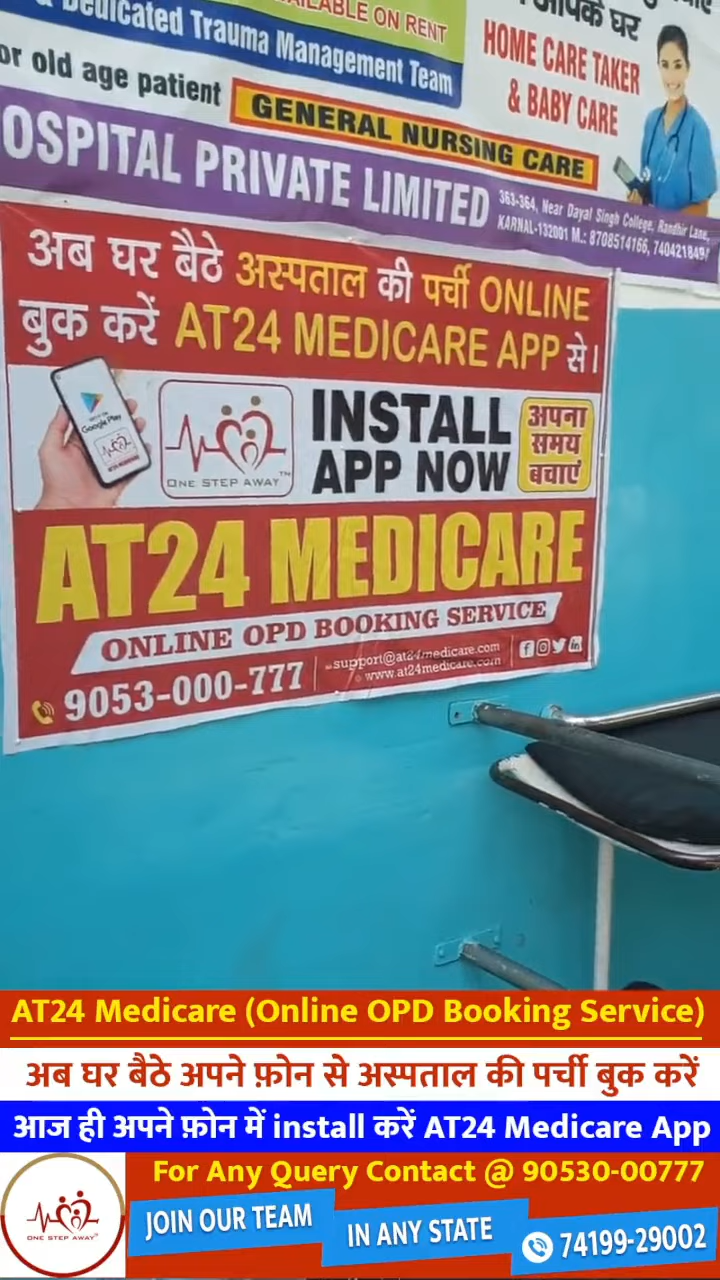 AVAILABLE ON RENT
& Dedicated Trauma Management Team
or old age patient
GENERAL NURSING CARE
आपके घर
HOME CARE TAKER
& BABY CARE
OSPITAL PRIVATE LIMITED
363-364, Near Dayal Singh College, Randhir Lane,
KARNAL-132001 M.: 8708514166,
अब घर बैठे अस्पताल की पर्ची ONLINE
बुक करें AT24 MEDICARE APP से।
Google Play
ONE STEP AWAY™
INSTALL
APP NOW
अपना
समय
बचाएं
AT24 MEDICARE
ONLINE OPD BOOKING SERVICE
9053-000-777
support@at24medicare.com
www.at24medicare.com
AT24 Medicare (Online OPD Booking Service)
अब घर बैठे अपने फ़ोन से अस्पताल की पर्ची बुक करें
आज ही अपने फ़ोन में install करें AT24 Medicare App
For Any Query Contact @ 90530-00777
ONE STEP AWAY™
JOIN OUR TEAM
IN ANY STATE
74199-29002